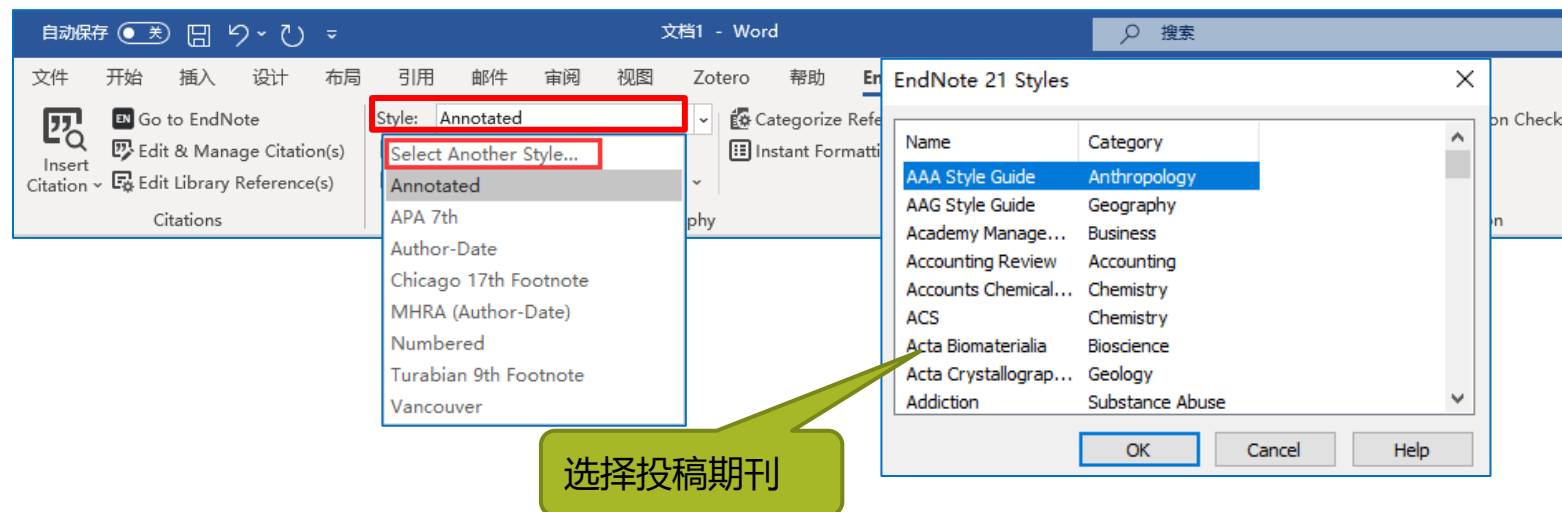 自动保存 关 文档1 - Word 搜索
文件 开始 插入 设计 布局 引用 邮件 审阅 视图 Zotero 帮助
Insert Citation
Go to EndNote
Edit & Manage Citation(s)
Edit Library Reference(s)
Citations
Style: Annotated
Select Another Style...
Annotated
APA 7th
Author-Date
Chicago 17th Footnote
MHRA (Author-Date)
Numbered
Turabian 9th Footnote
Vancouver
Categorize Refe
Instant Formatti
phy
EndNote 21 Styles
Name Category
AAA Style Guide Anthropology
AAG Style Guide Geography
Academy Manage... Business
Accounting Review Accounting
Accounts Chemical... Chemistry
ACS Chemistry
Acta Biomaterialia Bioscience
Acta Crystallograp... Geology
Addiction Substance Abuse
OK Cancel Help
on Check
选择投稿期刊